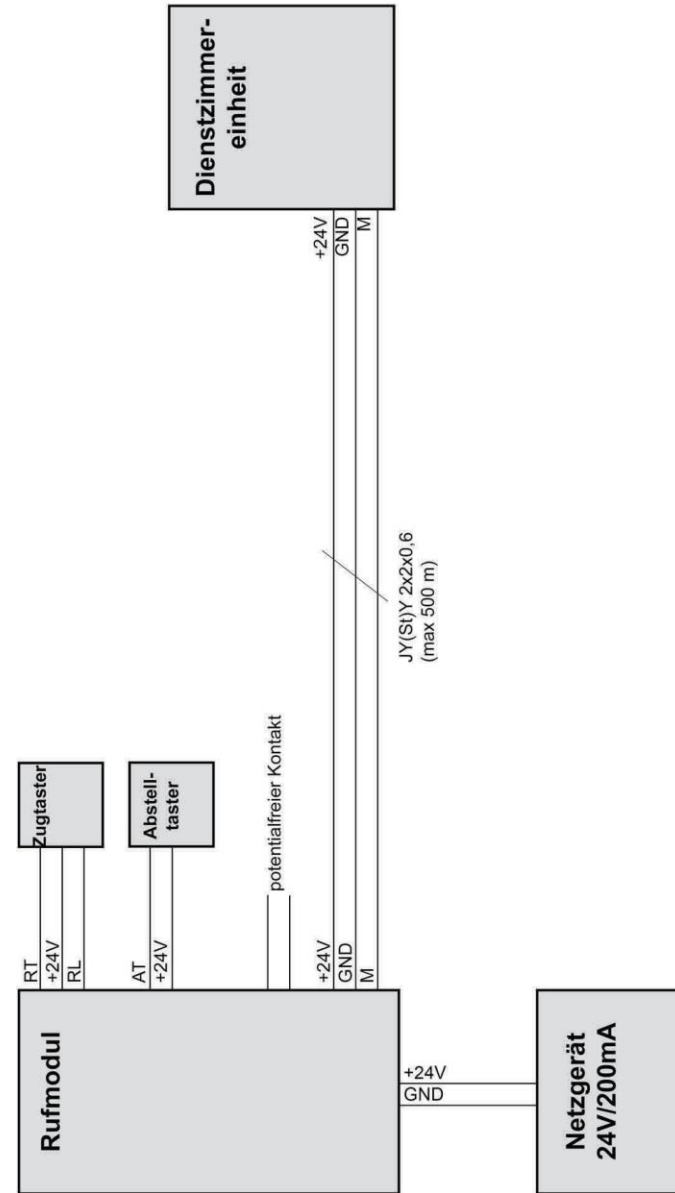 Dienstzimmer-
einheit
+24V
GND
M
JY(St)Y 2x2x0,6
(max 500 m)
Zugtaster
Abstell-
taster
potentialfreier Kontakt
RT
+24V
RL
AT
+24V
+24V
GND
M
Rufmodul
+24V
GND
Netzgerät
24V/200mA